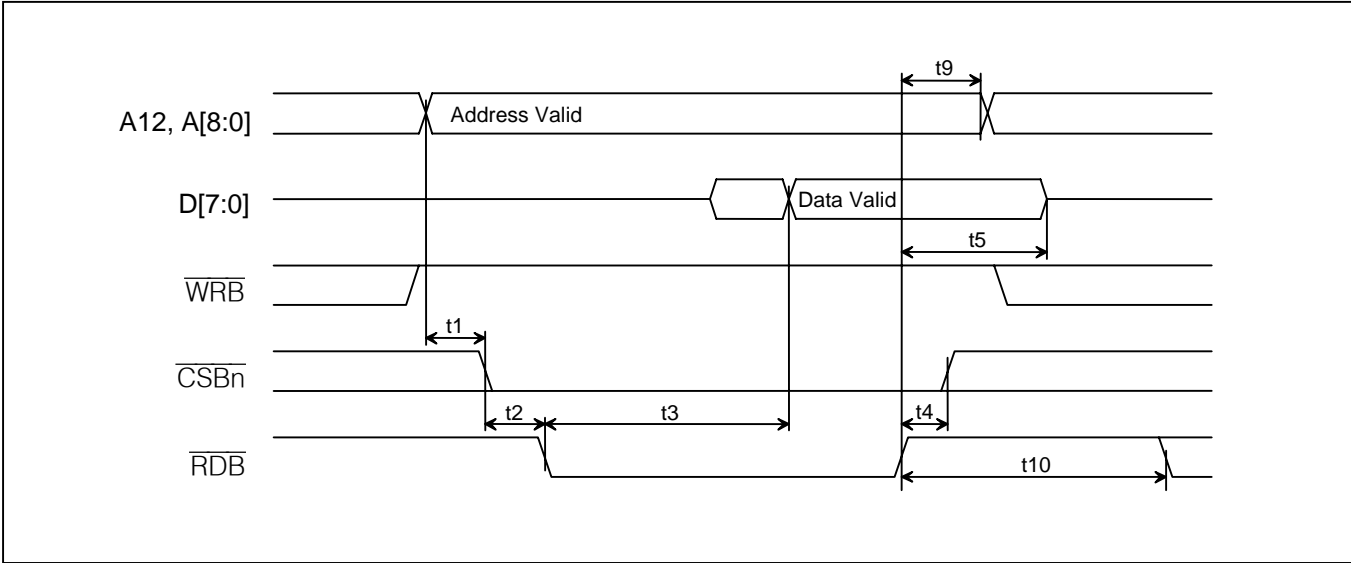 t9
A12, A[8:0]
Address Valid
D[7:0]
Data Valid
t5
WRB
t1
CSBn
t2
t3
t4
RDB
t10